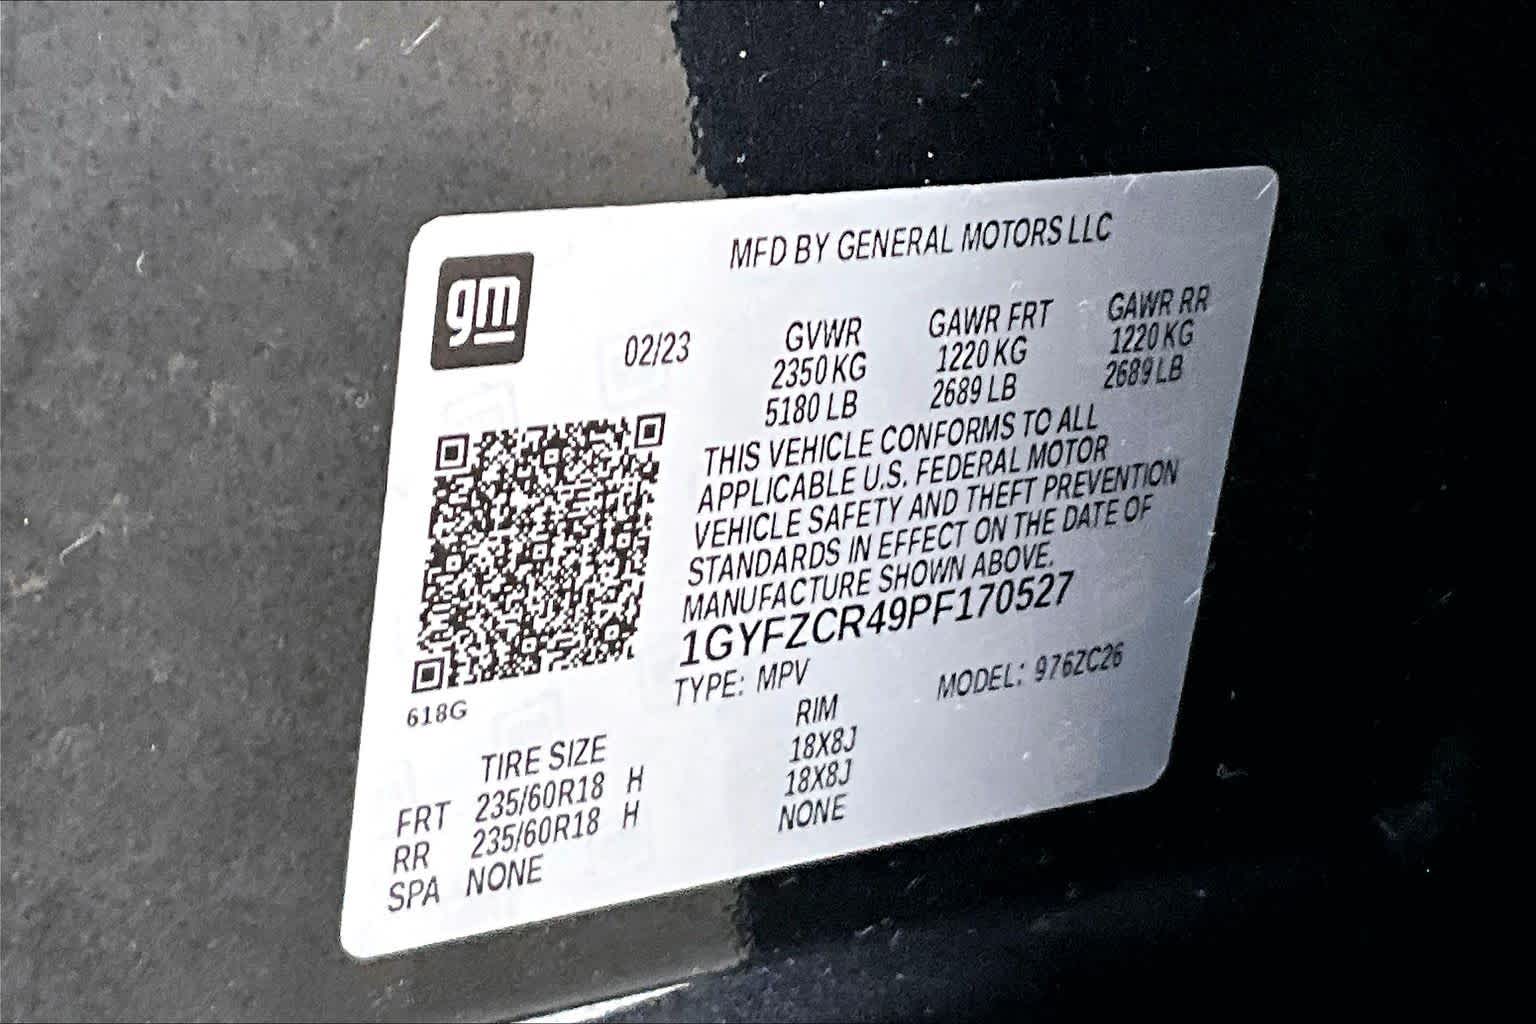 gm
MFD BY GENERAL MOTORS LLC
02/23 GVWR GAWR FRT GAWR RR
2350 KG 1220 KG 1220 KG
5180 LB 2689 LB 2689 LB
THIS VEHICLE CONFORMS TO ALL
APPLICABLE U.S. FEDERAL MOTOR
VEHICLE SAFETY AND THEFT PREVENTION
STANDARDS IN EFFECT ON THE DATE OF
MANUFACTURE SHOWN ABOVE.
1GYFZCR49PF170527
TYPE: MPV MODEL: 976ZC26
618G
TIRE SIZE RIM
FRT 235/60R18 H 18X8J
RR 235/60R18 H 18X8J
SPA NONE NONE